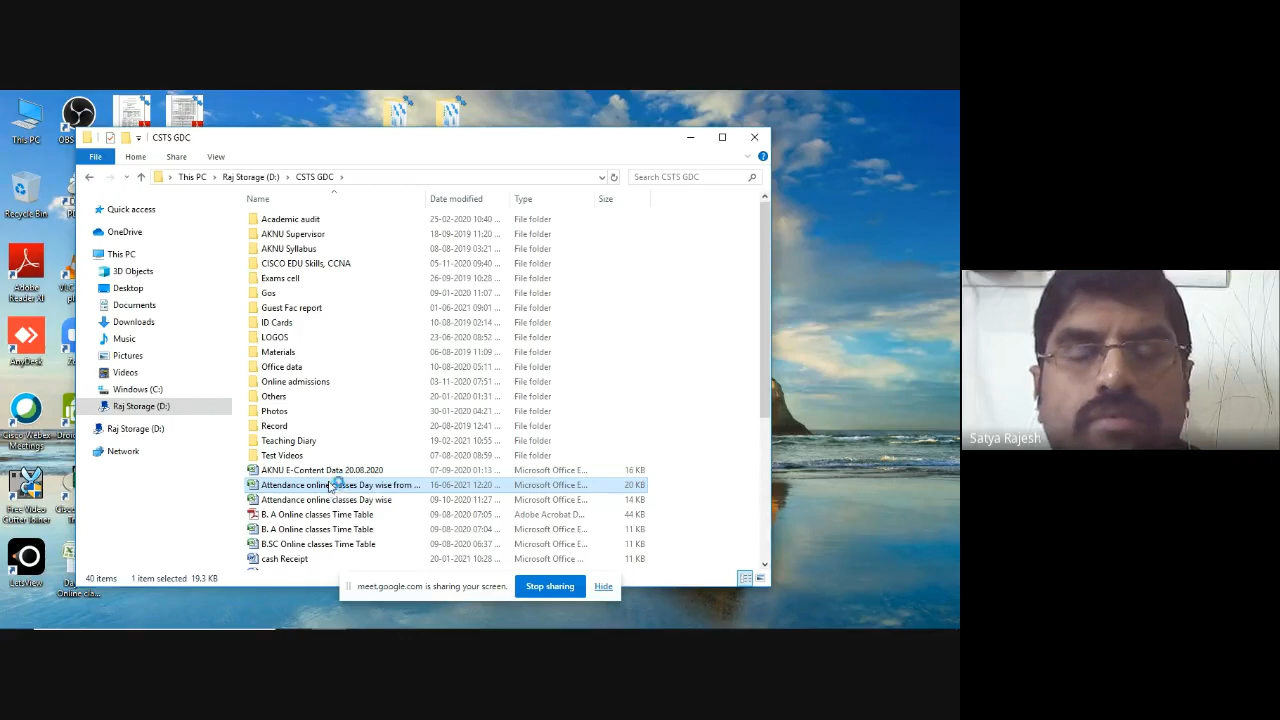 This PC
OBS
Recycle Bin
Adobe
Reader XI
AnyDesk
Cisco Webex
Meetings
Free Video
Cutter Joiner
LetsView
Online cla...
CSTS GDC
File
Home
Share
View
This PC
Raj Storage (D:)
CSTS GDC
Search CSTS GDC
Name
Date modified
Type
Size
Quick access
OneDrive
This PC
3D Objects
Desktop
Documents
Downloads
Music
Pictures
Videos
Windows (C:)
Raj Storage (D:)
Raj Storage (D:)
Network
Academic audit 25-02-2020 10:40 ... File folder
AKNU Supervisor 18-09-2019 11:20 ... File folder
AKNU Syllabus 08-08-2019 03:21 ... File folder
CISCO EDU Skills, CCNA 05-11-2020 09:40 ... File folder
Exams cell 26-09-2019 10:28 ... File folder
Gos 09-01-2020 11:07 ... File folder
Guest Fac report 01-06-2021 09:01 ... File folder
ID Cards 10-08-2019 02:14 ... File folder
LOGOS 23-06-2020 08:52 ... File folder
Materials 06-08-2019 11:09 ... File folder
Office data 10-08-2020 05:11 ... File folder
Online admissions 03-11-2020 07:51 ... File folder
Others 20-01-2020 01:31 ... File folder
Photos 30-01-2020 04:21 ... File folder
Record 20-08-2019 12:41 ... File folder
Teaching Diary 19-02-2021 10:55 ... File folder
Test Videos 07-08-2020 08:59 ... File folder
AKNU E-Content Data 20.08.2020 07-09-2020 01:13 ... Microsoft Office E... 16 KB
Attendance online classes Day wise from ... 16-06-2021 12:20 ... Microsoft Office E... 20 KB
Attendance online classes Day wise 09-10-2020 11:27 ... Microsoft Office E... 14 KB
B. A Online classes Time Table 09-08-2020 07:05 ... Adobe Acrobat D... 44 KB
B. A Online classes Time Table 09-08-2020 07:04 ... Microsoft Office E... 11 KB
B.SC Online classes Time Table 09-08-2020 06:37 ... Microsoft Office E... 11 KB
cash Receipt 20-01-2021 10:28 ... Microsoft Office ... 11 KB
40 items 1 item selected 19.3 KB
meet.google.com is sharing your screen.
Stop sharing
Hide
Satya Rajesh